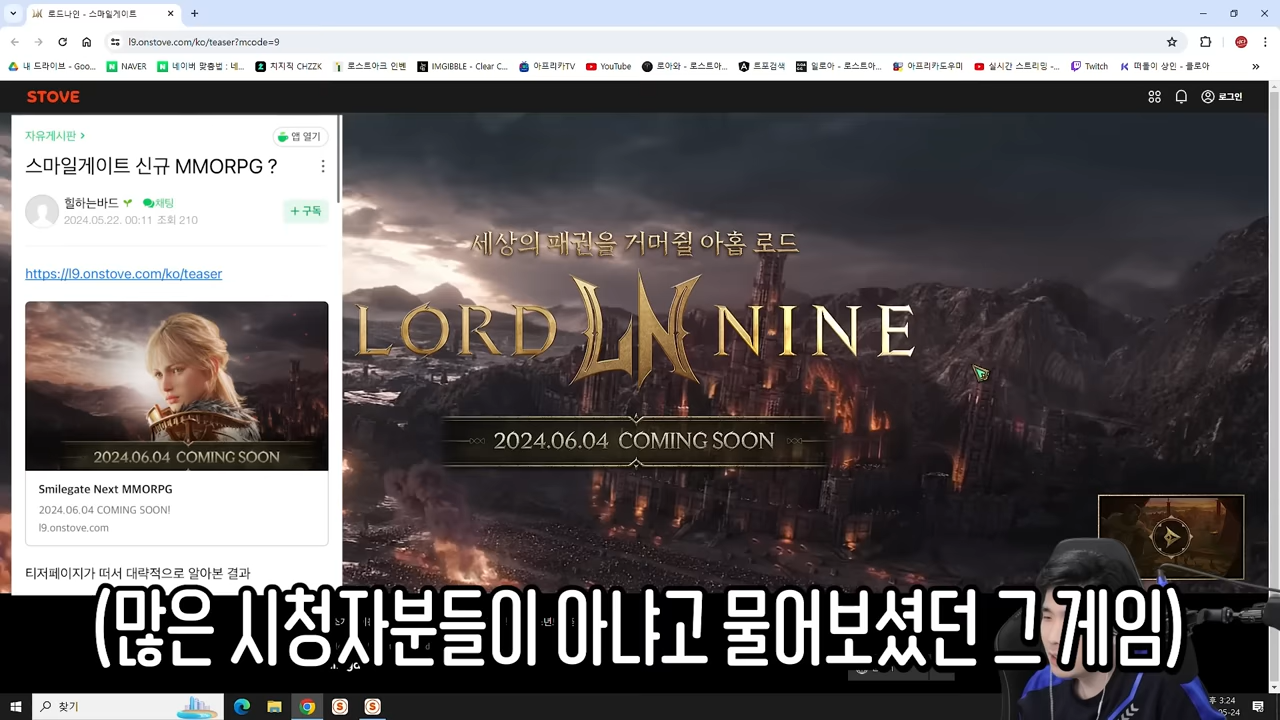 로드나인 - 스마일게이트
l9.onstove.com/ko/teaser?mcode=9
내 드라이브 - Goo...
NAVER
네이버 맞춤법 : 네...
치지직 CHZZK
로스트아크 인벤
IMGIBBLE - Clear C...
아프리카TV
YouTube
로아와 - 로스트아...
트포검색
일로아 - 로스트아...
아프리카도우미
실시간 스트리밍 -...
Twitch
떠돌이 상인 - 클로아
STOVE
로그인
자유게시판 >
앱 열기
스마일게이트 신규 MMORPG ?
힐하는바드
채팅
2024.05.22. 00:11 조회 210
+ 구독
https://l9.onstove.com/ko/teaser
2024.06.04 COMING SOON
Smilegate Next MMORPG
2024.06.04 COMING SOON!
l9.onstove.com
티저페이지가 떠서 대략적으로 알아본 결과
세상의 패권을 거머쥘 아홉 로드
LORD LN NINE
2024.06.04 COMING SOON
(많은 시청자분들이 아냐고 물어보셨던 그 게임)
찾기
후 3:24
05-24